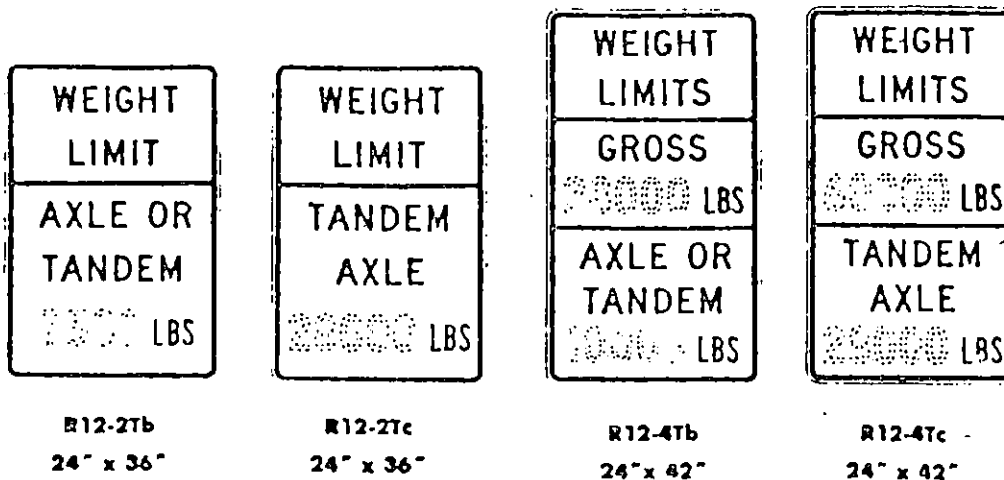 WEIGHT
LIMIT
AXLE OR
TANDEM
LBS
R12-2Tb
24" x 36"
WEIGHT
LIMIT
TANDEM
AXLE
LBS
R12-2Tc
24" x 36"
WEIGHT
LIMITS
GROSS
LBS
AXLE OR
TANDEM
LBS
R12-4Tb
24" x 42"
WEIGHT
LIMITS
GROSS
LBS
TANDEM
AXLE
LBS
R12-4Tc
24" x 42"